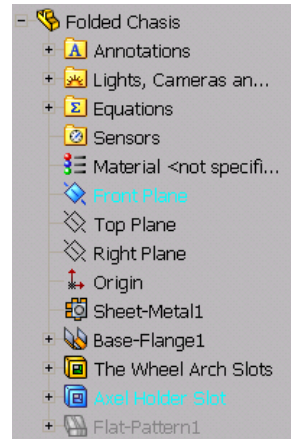 Folded Chasis
Annotations
Lights, Cameras an...
Equations
Sensors
Material <not specifi...
Front Plane
Top Plane
Right Plane
Origin
Sheet-Metal1
Base-Flange1
The Wheel Arch Slots
Axel Holder Slot
Flat-Pattern1